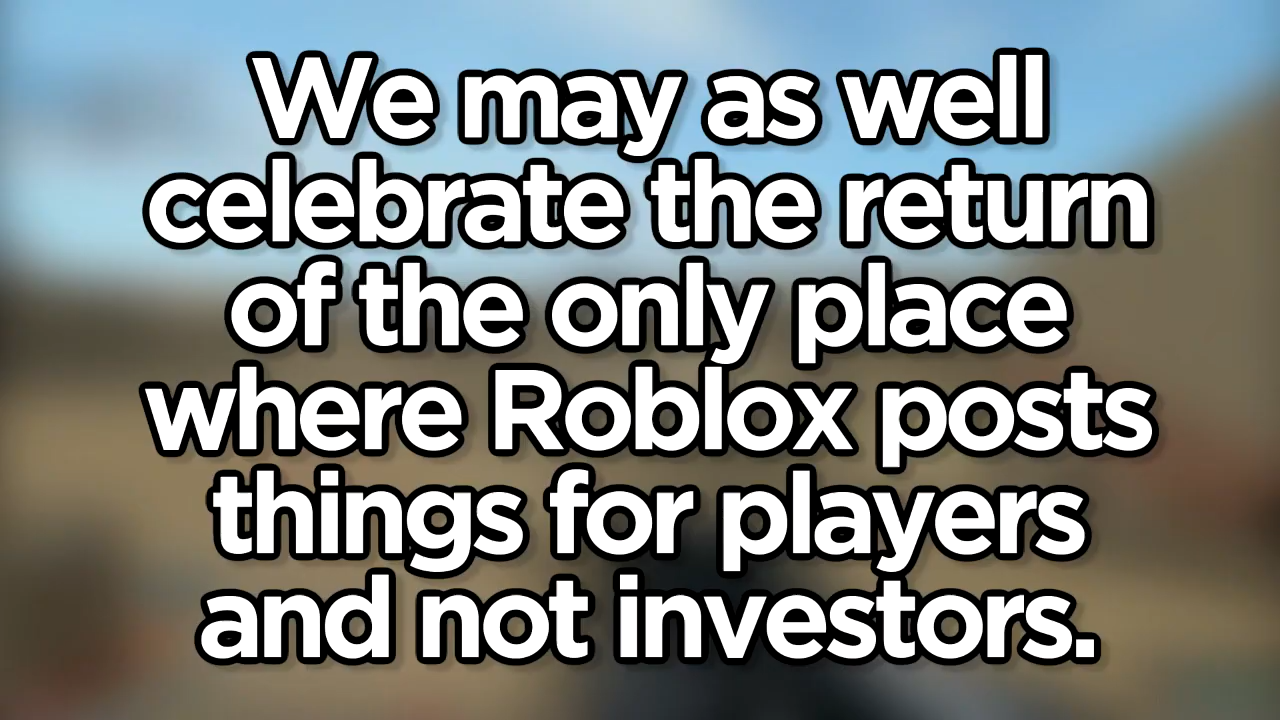 We may as well
celebrate the return
of the only place
where Roblox posts
things for players
and not investors.